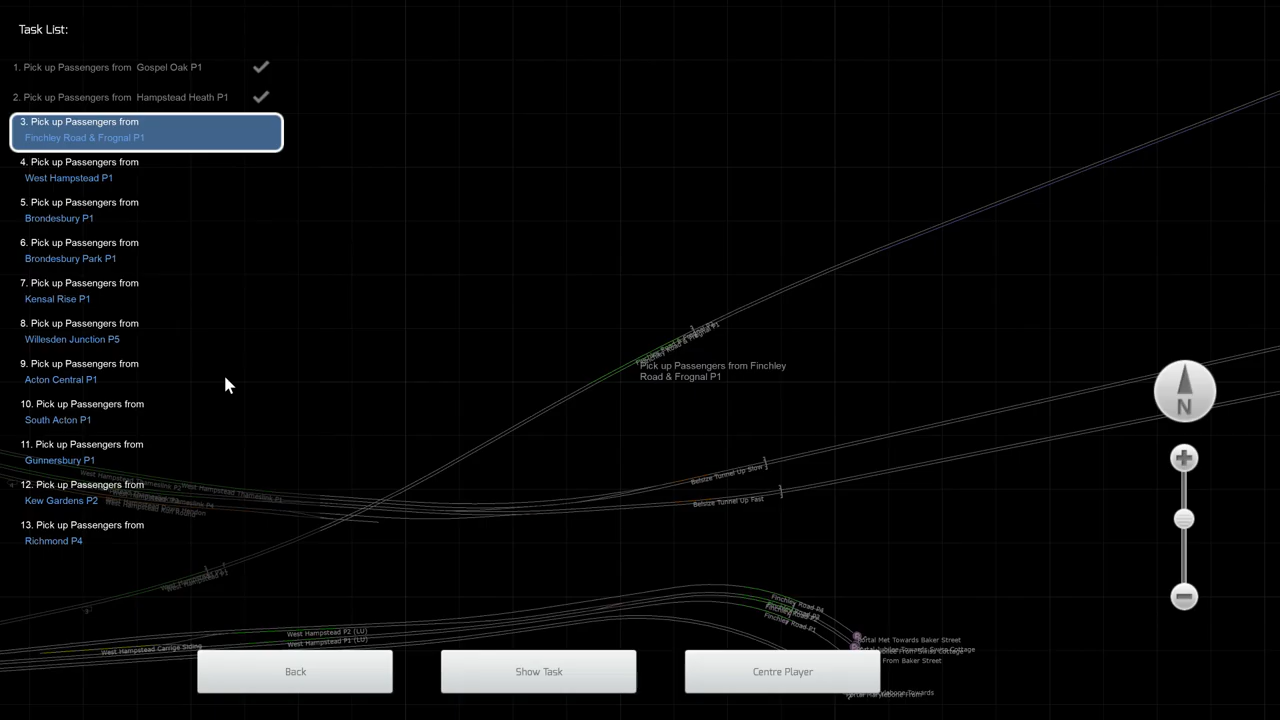 Task List:
1. Pick up Passengers from Gospel Oak P1
2. Pick up Passengers from Hampstead Heath P1
3. Pick up Passengers from
Finchley Road & Frognal P1
4. Pick up Passengers from
West Hampstead P1
5. Pick up Passengers from
Brondesbury P1
6. Pick up Passengers from
Brondesbury Park P1
7. Pick up Passengers from
Kensal Rise P1
8. Pick up Passengers from
Willesden Junction P5
9. Pick up Passengers from
Acton Central P1
10. Pick up Passengers from
South Acton P1
11. Pick up Passengers from
Gunnersbury P1
12. Pick up Passengers from
Kew Gardens P2
13. Pick up Passengers from
Richmond P4
Pick up Passengers from Finchley
Road & Frognal P1
Belsize Tunnel Up Slow
Belsize Tunnel Up Fast
West Hampstead Thameslink P1
West Hampstead P2 (LU)
West Hampstead P1 (LU)
West Hampstead Carrige Siding
Finchley Road P4
Finchley Road P1
Portal Met Towards Baker Street
From Baker Street
N
Back
Show Task
Centre Player